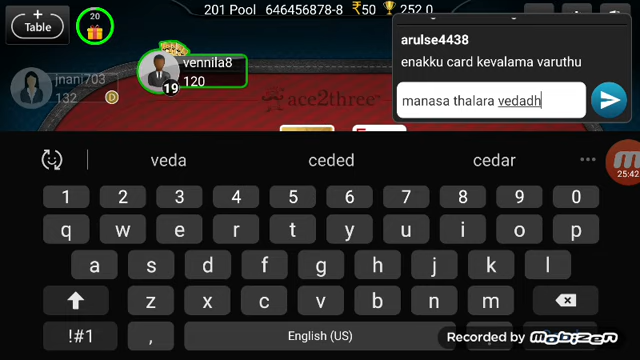 +
Table
20
201 Pool 646456878-8 ₹50 252.0
jnani703
132
D
vennila8
120
19
ace2three
arulse4438
enakku card kevalama varuthu
manasa thalara vedadh
veda ceded cedar
1 2 3 4 5 6 7 8 9 0
q w e r t y u i o p
a s d f g h j k l
z x c v b n m
!#1 , English (US)
25:42
Recorded by Mobizen